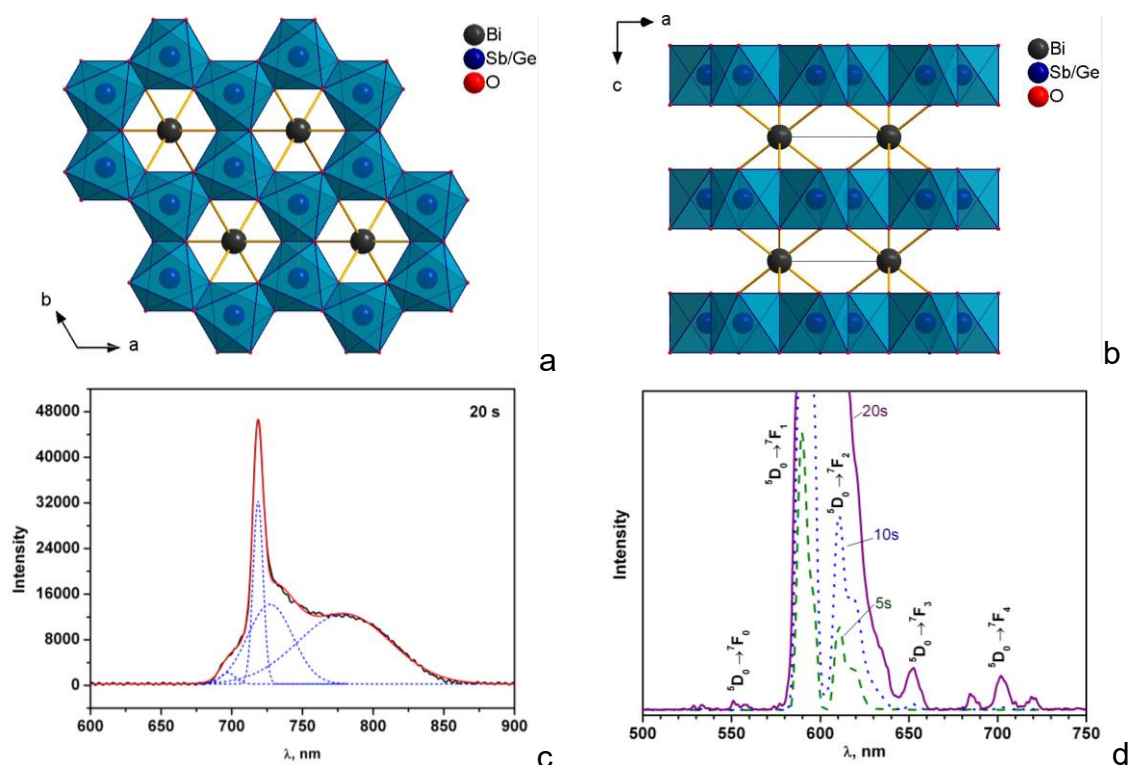 Bi
Sb/Ge
O
b
a
a
a
c
Bi
Sb/Ge
O
b
20 s
48000
40000
32000
24000
16000
8000
0
Intensity
600 650 700 750 800 850 900
λ, nm
c
20s
10s
5s
⁵D₀→⁷F₀
⁵D₀→⁷F₁
⁵D₀→⁷F₂
⁵D₀→⁷F₃
⁵D₀→⁷F₄
Intensity
500 550 600 650 700 750
λ, nm
d